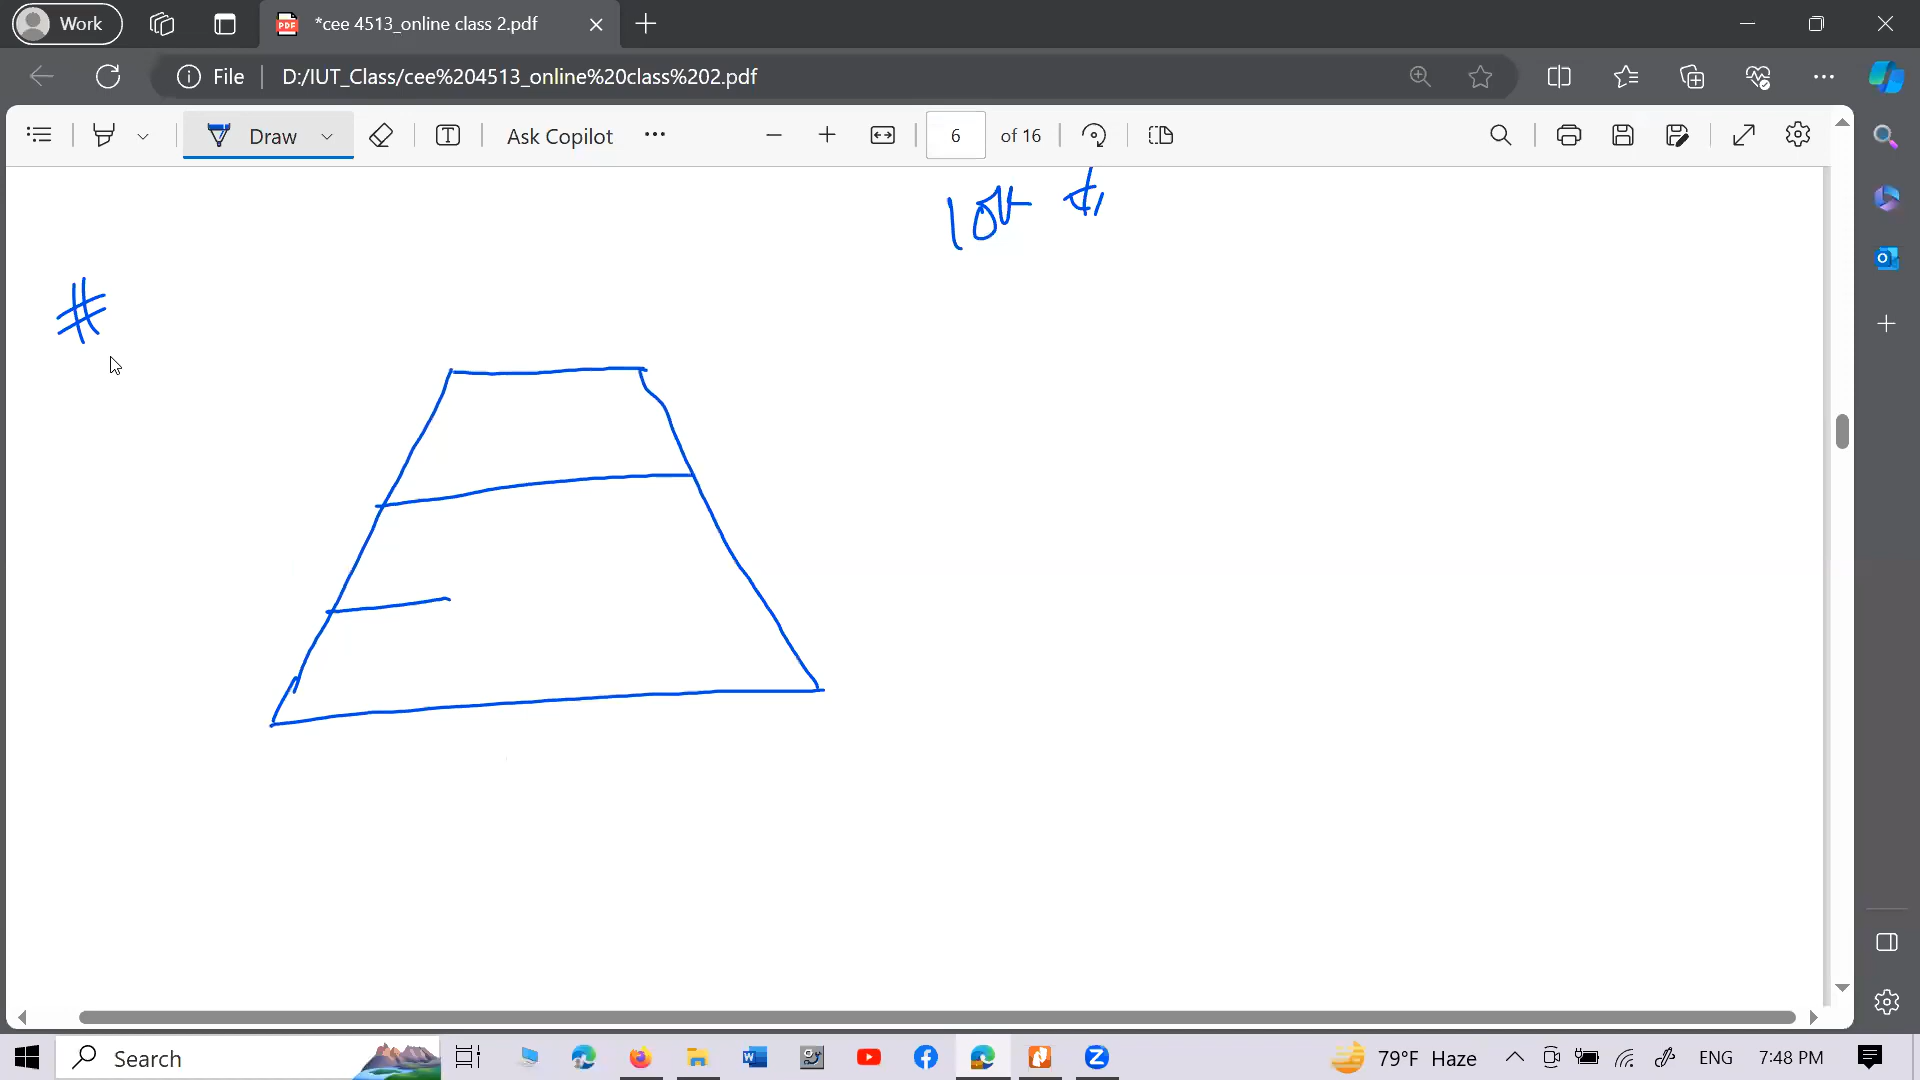 Work
*cee 4513_online class 2.pdf
File
D:/IUT_Class/cee%204513_online%20class%202.pdf
Draw
Ask Copilot
6 of 16
#
Search
79°F Haze
ENG
7:48 PM